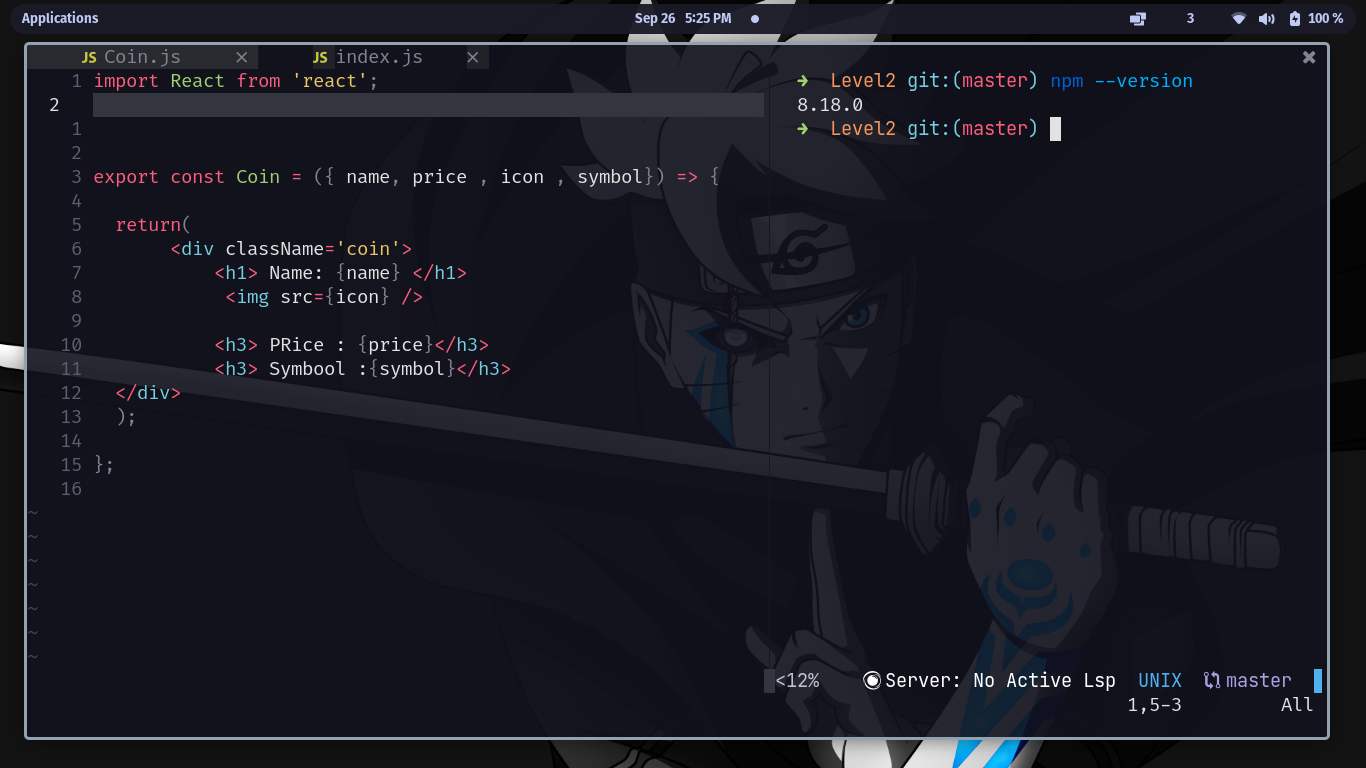 Applications
Sep 26 5:25 PM
3
100 %
JS Coin.js
JS index.js
1 import React from 'react';
2
1
2
3 export const Coin = ({ name, price , icon , symbol}) => {
4
5 return(
6 <div className='coin'>
7 <h1> Name: {name} </h1>
8 <img src={icon} />
9
10 <h3> PRice : {price}</h3>
11 <h3> Symbool :{symbol}</h3>
12 </div>
13 );
14
15 };
16
~
~
~
~
~
~
~
➜ Level2 git:(master) npm --version
8.18.0
➜ Level2 git:(master)
<12% Server: No Active Lsp UNIX master
1,5-3 All